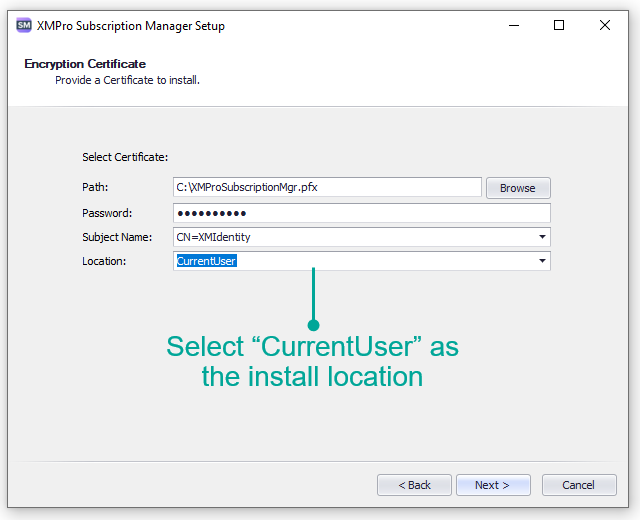 SM XMPro Subscription Manager Setup
Encryption Certificate
Provide a Certificate to install.
Select Certificate:
Path: C:\XMProSubscriptionMgr.pfx Browse
Password: ●●●●●●●●●●
Subject Name: CN=XMIdentity
Location: CurrentUser
Select “CurrentUser” as
the install location
< Back Next > Cancel